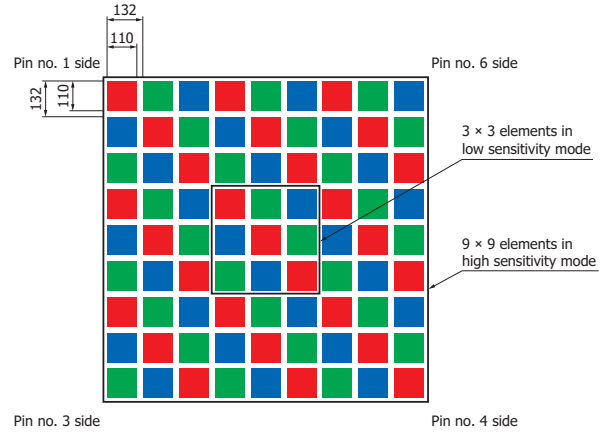 132
110
Pin no. 1 side
Pin no. 6 side
132
110
3 × 3 elements in
low sensitivity mode
9 × 9 elements in
high sensitivity mode
Pin no. 3 side
Pin no. 4 side